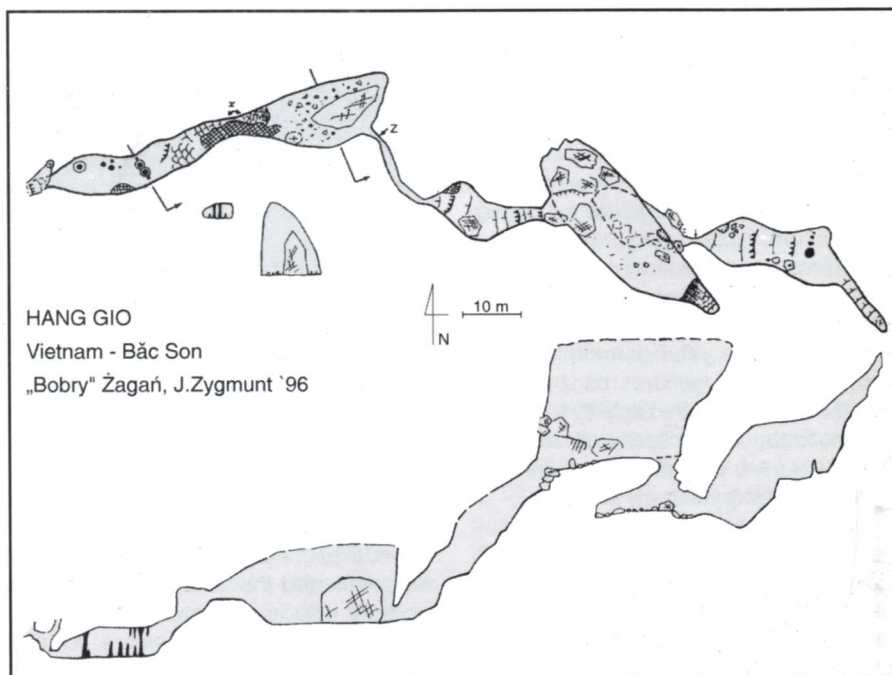 z
z
10 m
N
HANG GIO
Vietnam - Băc Son
„Bobry" Żagań, J.Zygmunt `96